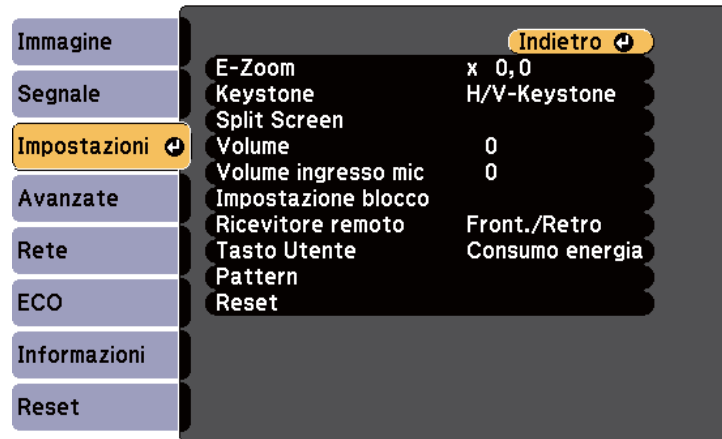 Immagine
Segnale
Impostazioni
Avanzate
Rete
ECO
Informazioni
Reset
Indietro
E-Zoom x 0,0
Keystone H/V-Keystone
Split Screen
Volume 0
Volume ingresso mic 0
Impostazione blocco
Ricevitore remoto Front./Retro
Tasto Utente Consumo energia
Pattern
Reset